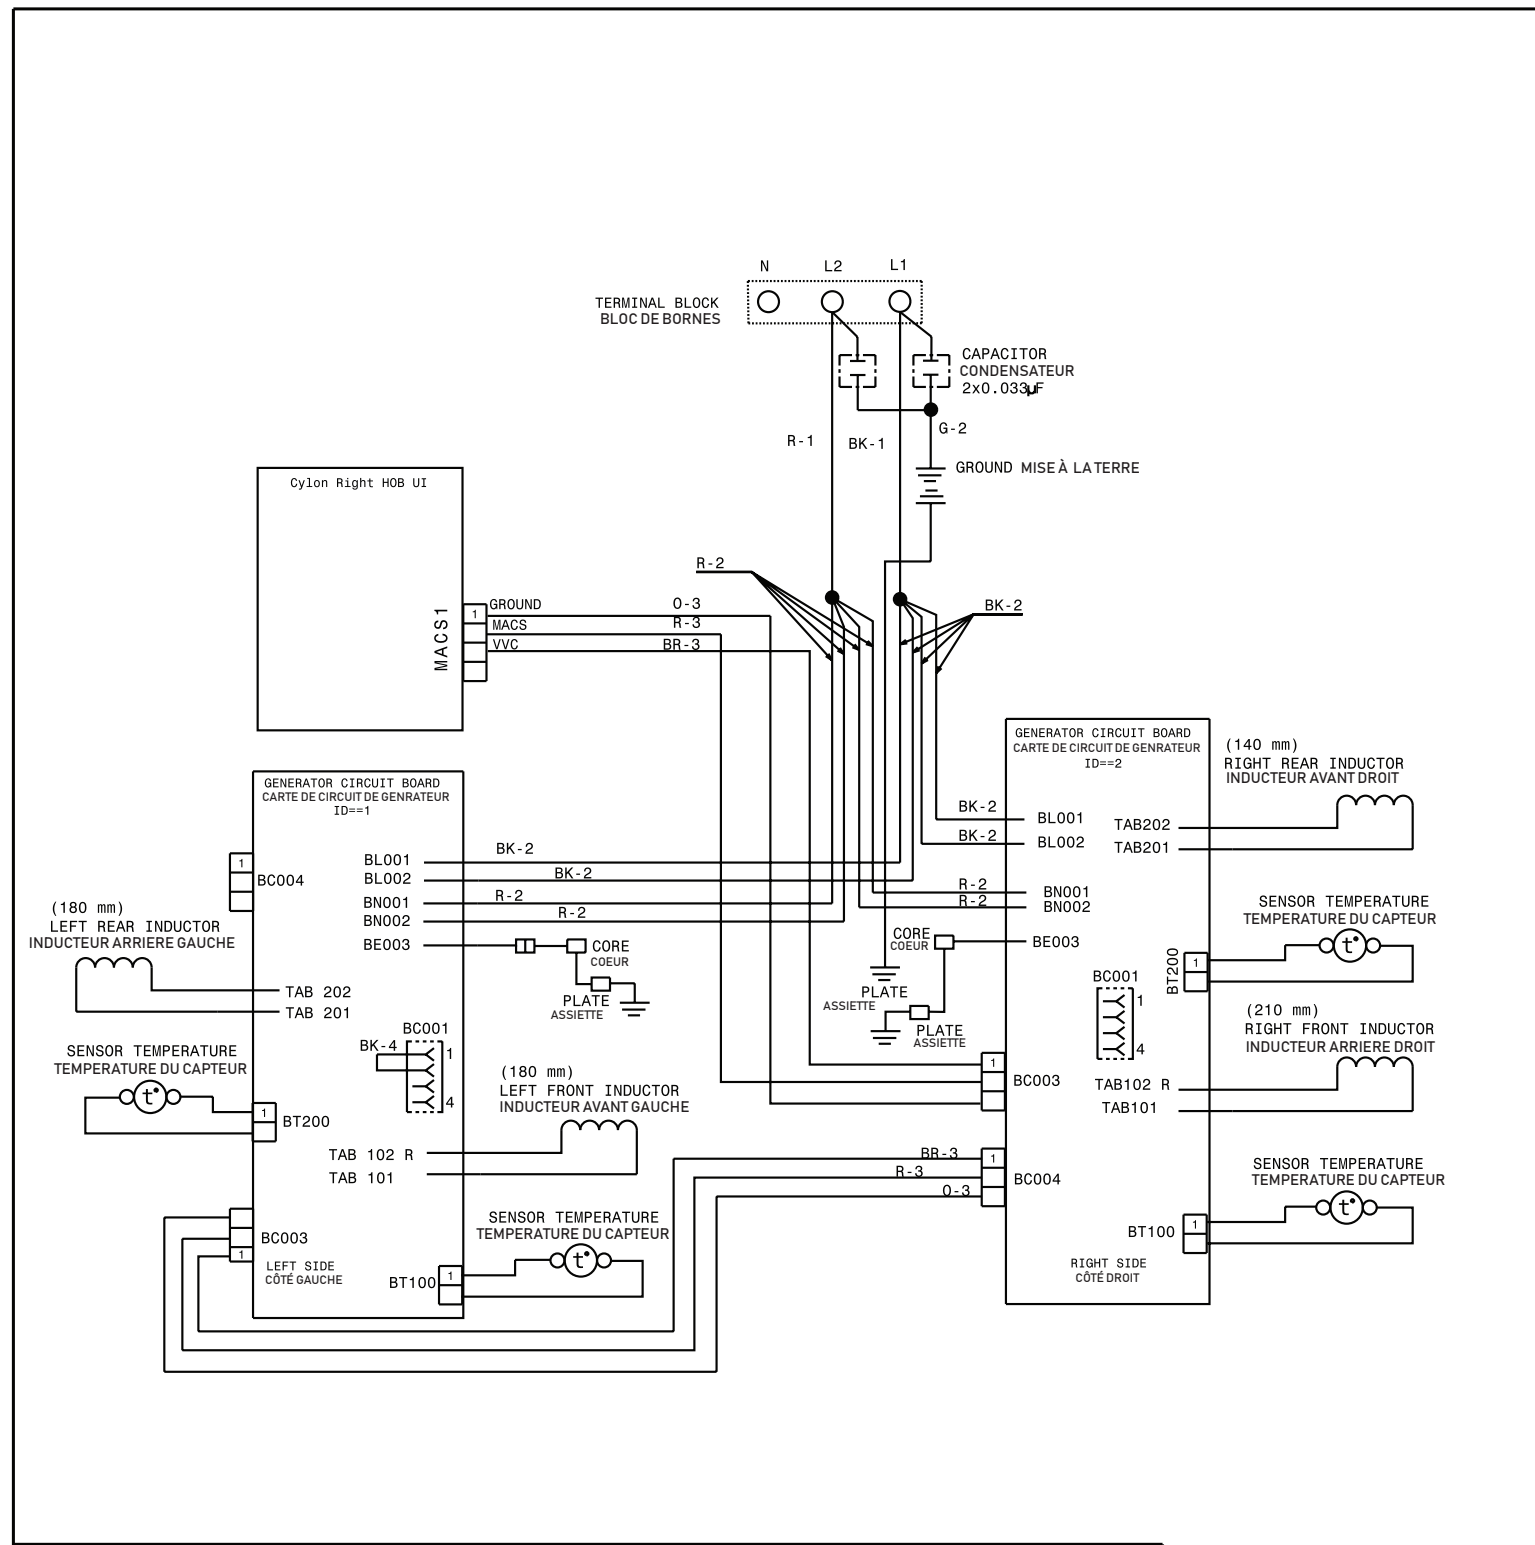 N
L2
L1
TERMINAL BLOCK
BLOC DE BORNES
CAPACITOR
CONDENSATEUR
2x0.033µF
G-2
R-1
BK-1
GROUND MISE À LA TERRE
Cylon Right HOB UI
MACS1
1
GROUND
MACS
VVC
O-3
R-3
BR-3
R-2
BK-2
GENERATOR CIRCUIT BOARD
CARTE DE CIRCUIT DE GENRATEUR
ID==1
1
BC004
BL001
BL002
BN001
BN002
BE003
BK-2
BK-2
R-2
R-2
CORE
COEUR
PLATE
ASSIETTE
(180 mm)
LEFT REAR INDUCTOR
INDUCTEUR ARRIERE GAUCHE
TAB 202
TAB 201
BC001
BK-4
1
4
SENSOR TEMPERATURE
TEMPERATURE DU CAPTEUR
t°
1
BT200
(180 mm)
LEFT FRONT INDUCTOR
INDUCTEUR AVANT GAUCHE
TAB 102 R
TAB 101
BC003
1
LEFT SIDE
CÔTÉ GAUCHE
SENSOR TEMPERATURE
TEMPERATURE DU CAPTEUR
t°
BT100
1
GENERATOR CIRCUIT BOARD
CARTE DE CIRCUIT DE GENRATEUR
ID==2
BK-2
BL001
BK-2
BL002
R-2
BN001
R-2
BN002
BE003
CORE
COEUR
PLATE
ASSIETTE
PLATE
ASSIETTE
TAB202
TAB201
(140 mm)
RIGHT REAR INDUCTOR
INDUCTEUR AVANT DROIT
SENSOR TEMPERATURE
TEMPERATURE DU CAPTEUR
t°
BT200
1
BC001
1
4
(210 mm)
RIGHT FRONT INDUCTOR
INDUCTEUR ARRIERE DROIT
TAB102 R
TAB101
1
BC003
BR-3
R-3
O-3
1
BC004
SENSOR TEMPERATURE
TEMPERATURE DU CAPTEUR
t°
BT100
1
RIGHT SIDE
CÔTÉ DROIT